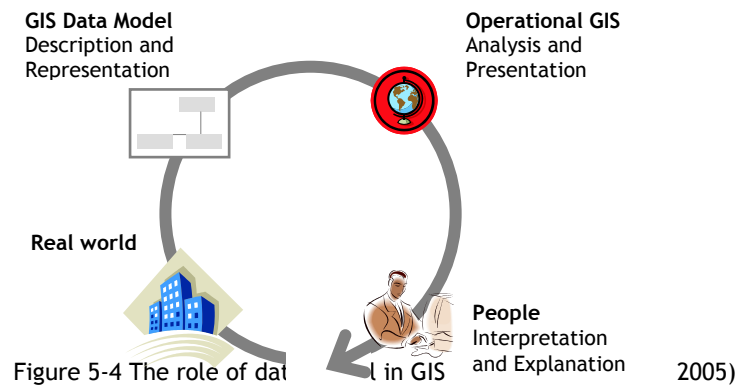 GIS Data Model
Description and
Representation
Operational GIS
Analysis and
Presentation
Real world
People
Interpretation
and Explanation
Figure 5-4 The role of in GIS 2005)